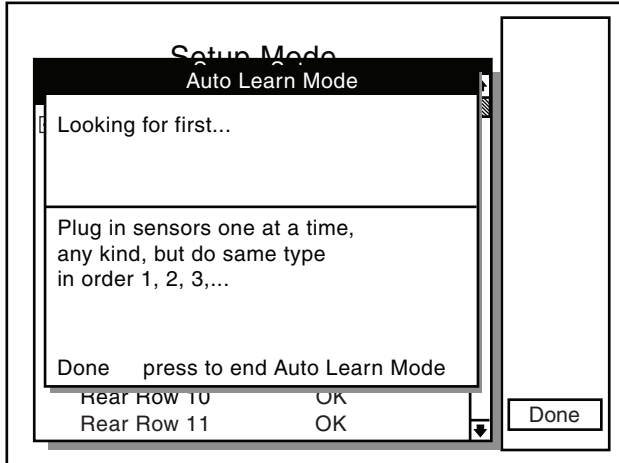 Setup Mode
Auto Learn Mode
Looking for first...
Plug in sensors one at a time,
any kind, but do same type
in order 1, 2, 3,...
Done press to end Auto Learn Mode
Rear Row 10 OK
Rear Row 11 OK
Done